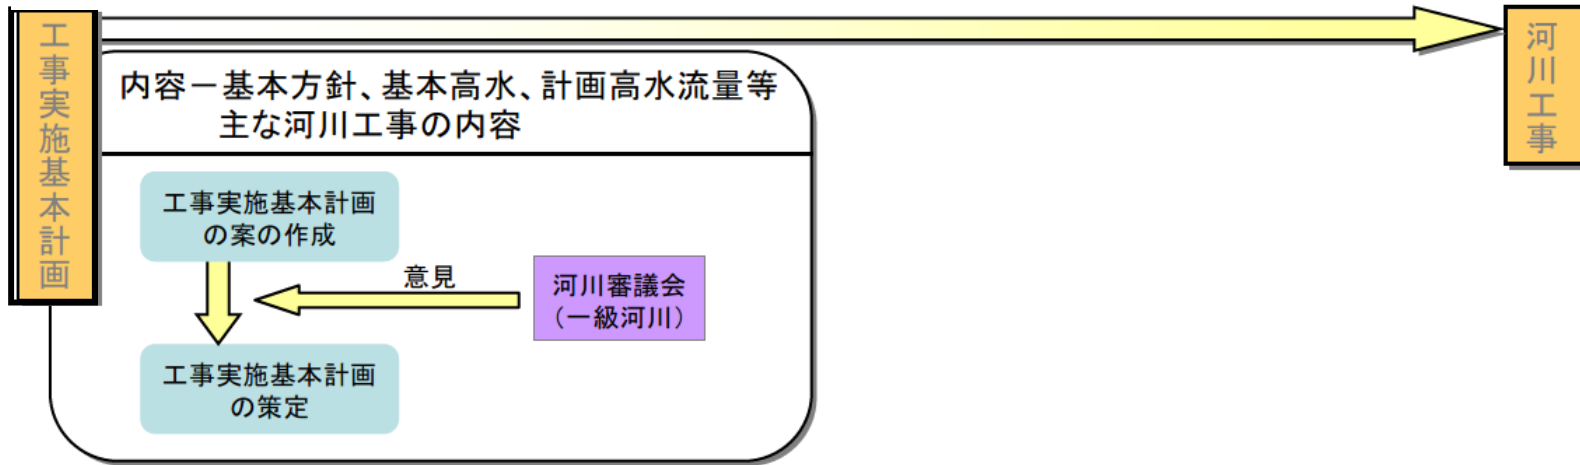 工事実施基本計画
内容－基本方針、基本高水、計画高水流量等
主な河川工事の内容
工事実施基本計画
の案の作成
意見
河川審議会
（一級河川）
工事実施基本計画
の策定
河川工事